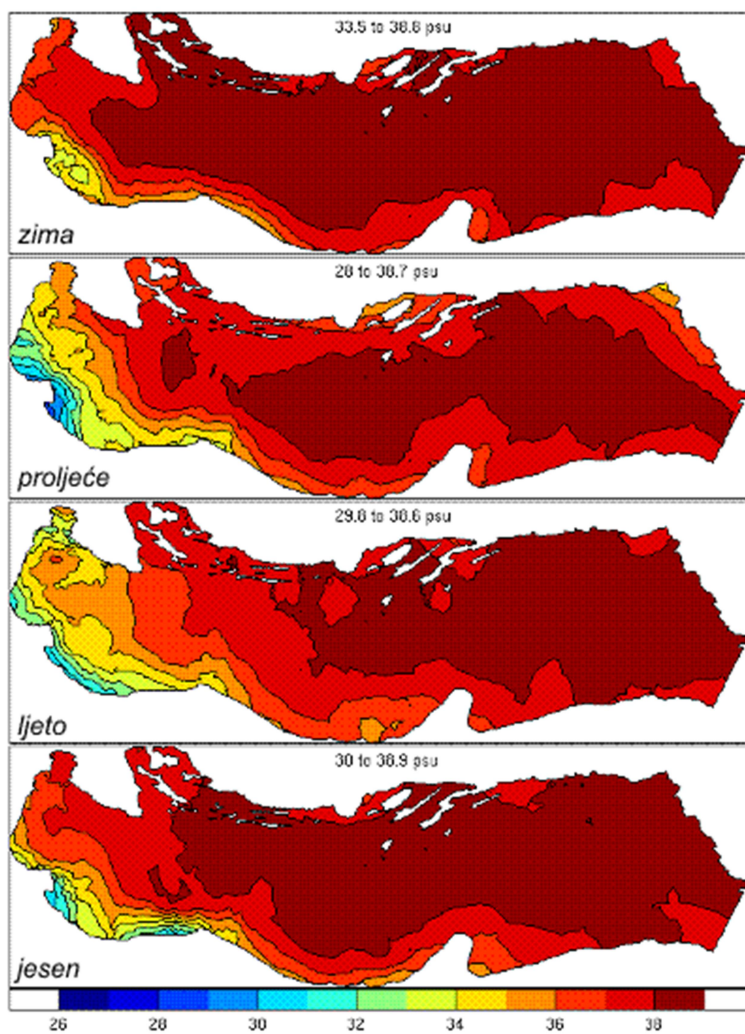 33.5 to 38.8 psu
zima
28 to 38.7 psu
proljeće
29.8 to 38.6 psu
ljeto
30 to 38.9 psu
jesen
26 28 30 32 34 36 38